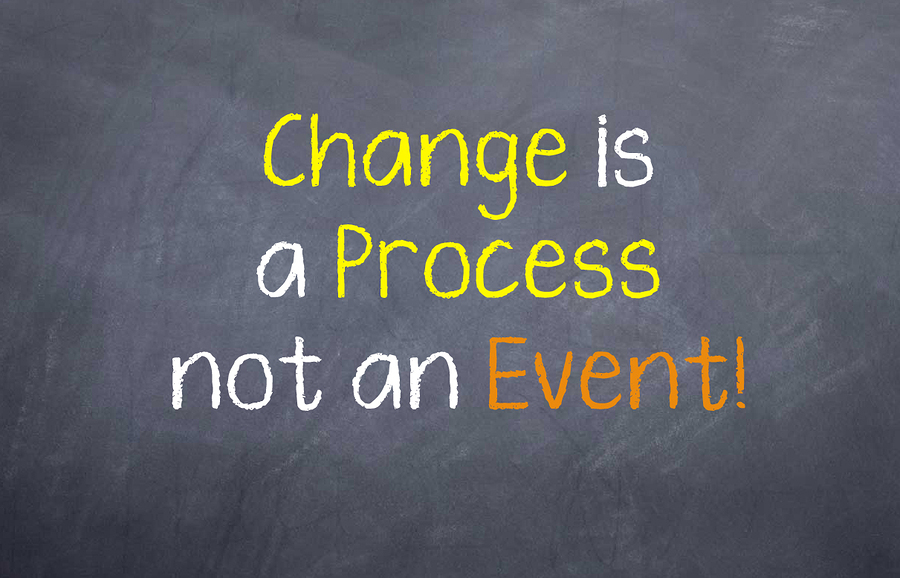 Change is
a Process
not an Event!